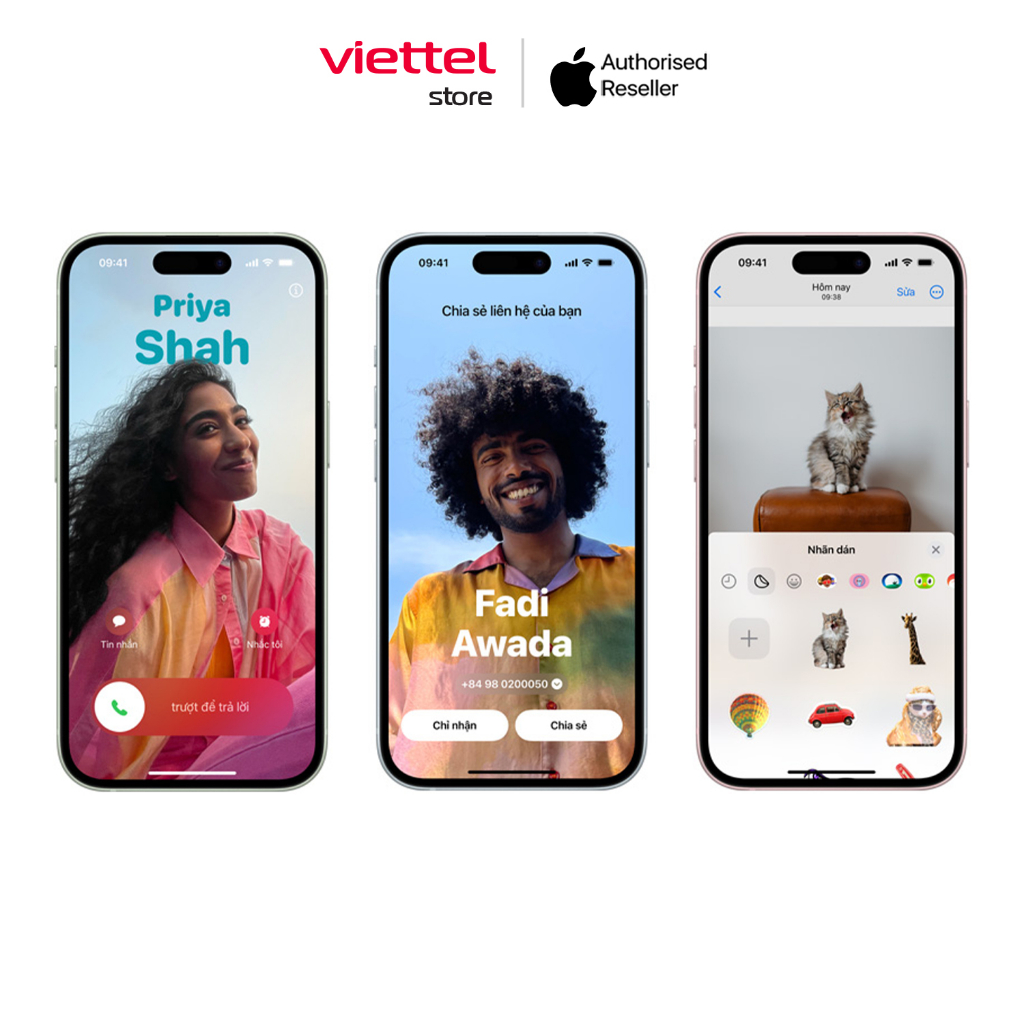 viettel
store
Authorised
Reseller
09:41
Priya
Shah
Tin nhắn
Nhắc tôi
trượt để trả lời
09:41
Chia sẻ liên hệ của bạn
Fadi
Awada
+84 98 0200050
Chỉ nhận
Chia sẻ
09:41
Hôm nay
09:38
Sửa
Nhãn dán